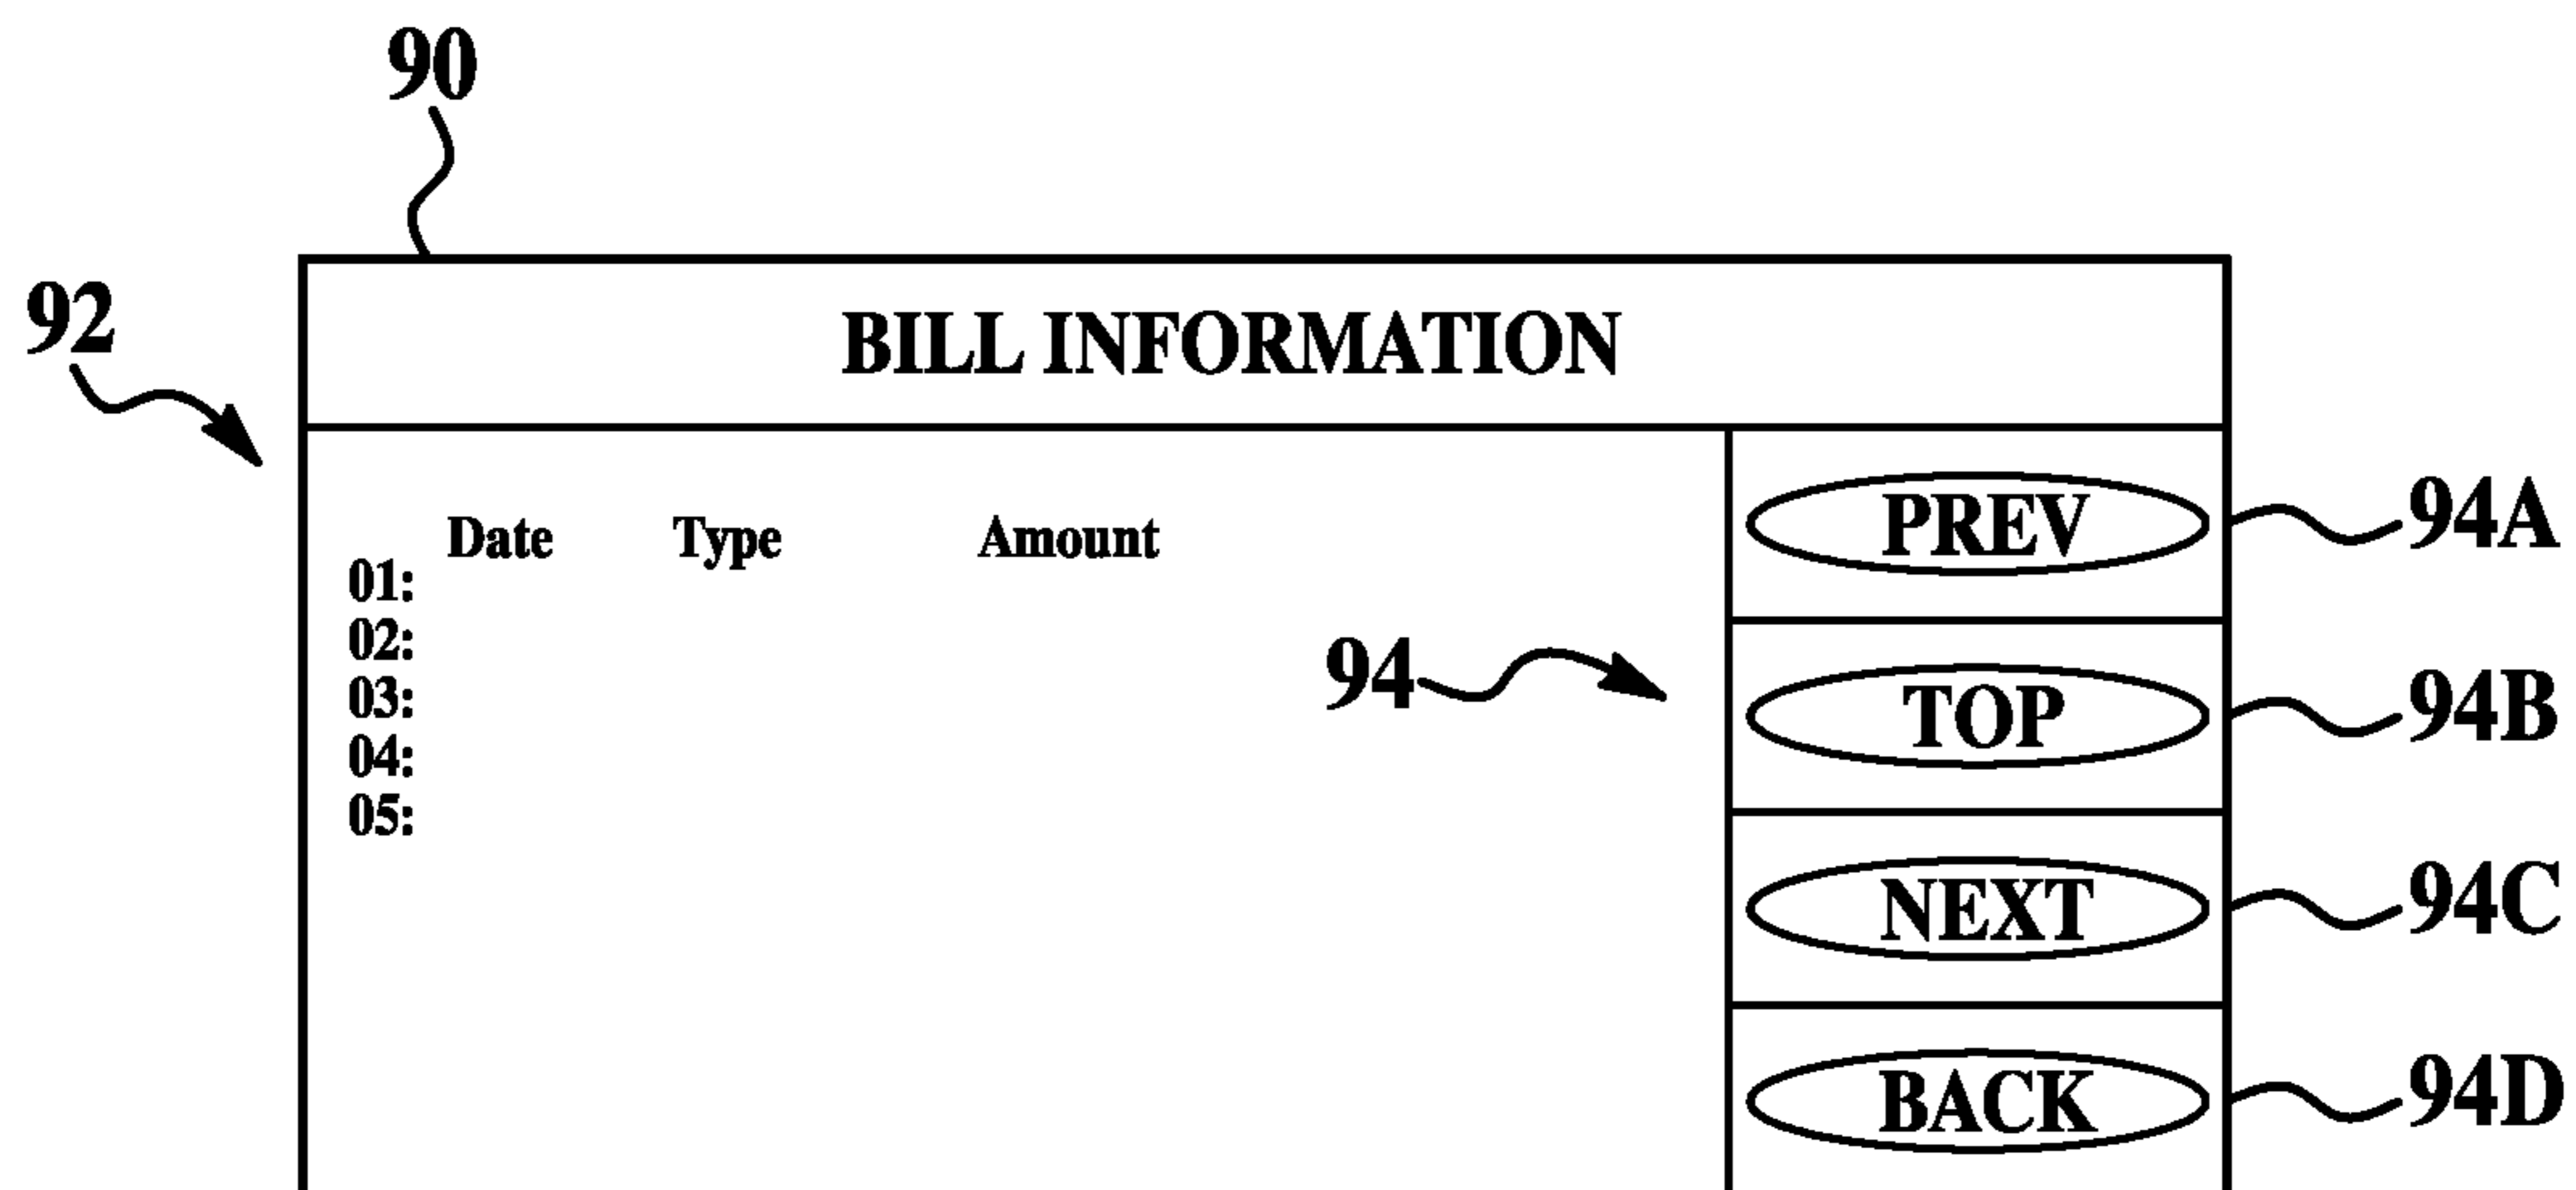 90
92
BILL INFORMATION
Date Type Amount
01:
02:
03:
04:
05:
94
PREV 94A
TOP 94B
NEXT 94C
BACK 94D